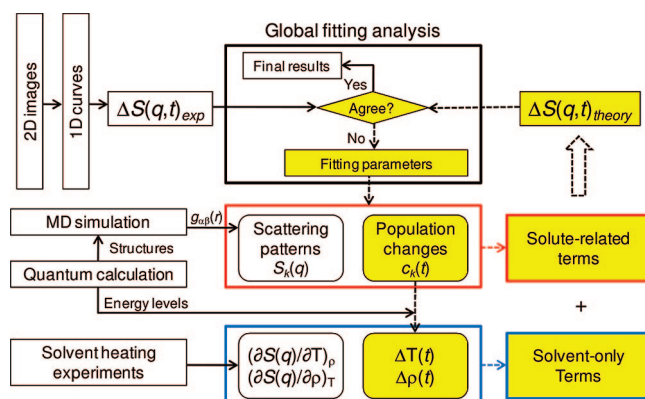 Global fitting analysis
2D images
1D curves
ΔS(q,t)exp
Final results
Yes
Agree?
No
Fitting parameters
ΔS(q,t)theory
MD simulation
gαβ(r)
Structures
Quantum calculation
Energy levels
Scattering
patterns
Sk(q)
Population
changes
ck(t)
Solute-related
terms
+
Solvent heating
experiments
(∂S(q)/∂T)ρ
(∂S(q)/∂ρ)T
ΔT(t)
Δρ(t)
Solvent-only
Terms